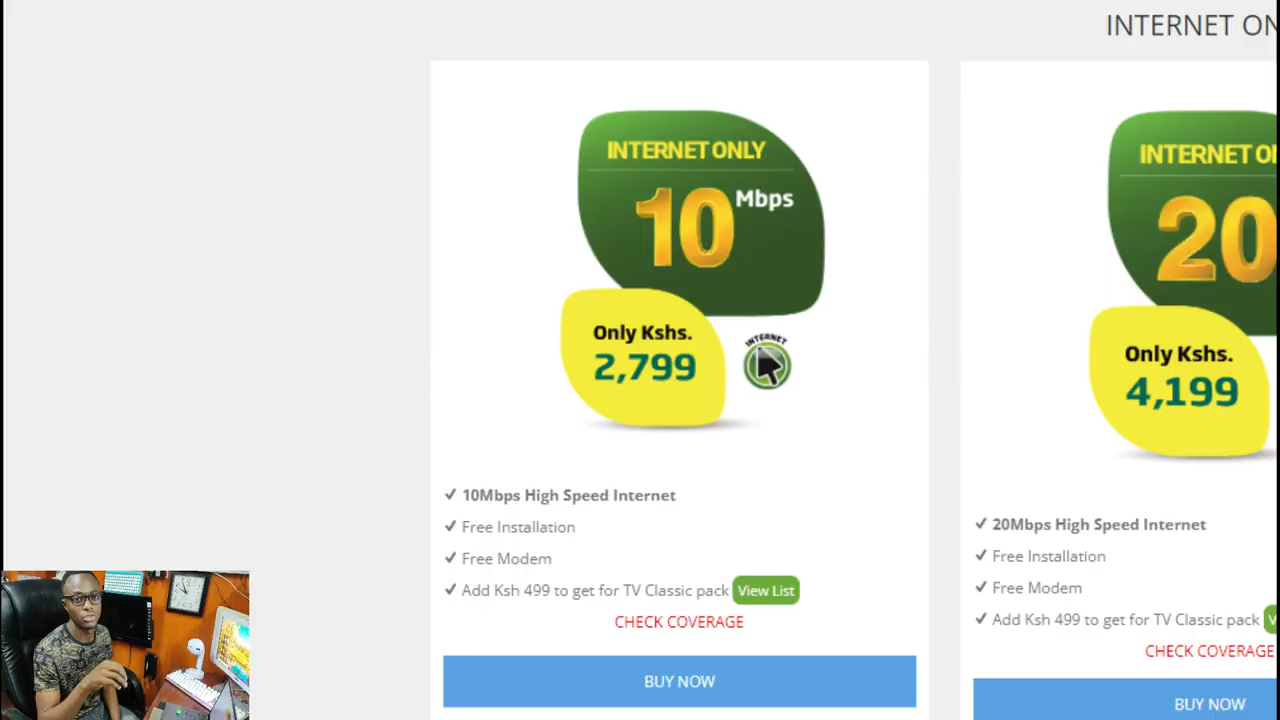 INTERNET ON
INTERNET ONLY
10 Mbps
Only Kshs.
2,799
INTERNET
✔ 10Mbps High Speed Internet
✔ Free Installation
✔ Free Modem
✔ Add Ksh 499 to get for TV Classic pack View List
CHECK COVERAGE
BUY NOW
INTERNET O
20
Only Kshs.
4,199
✔ 20Mbps High Speed Internet
✔ Free Installation
✔ Free Modem
✔ Add Ksh 499 to get for TV Classic pack V
CHECK COVERAGE
BUY NOW